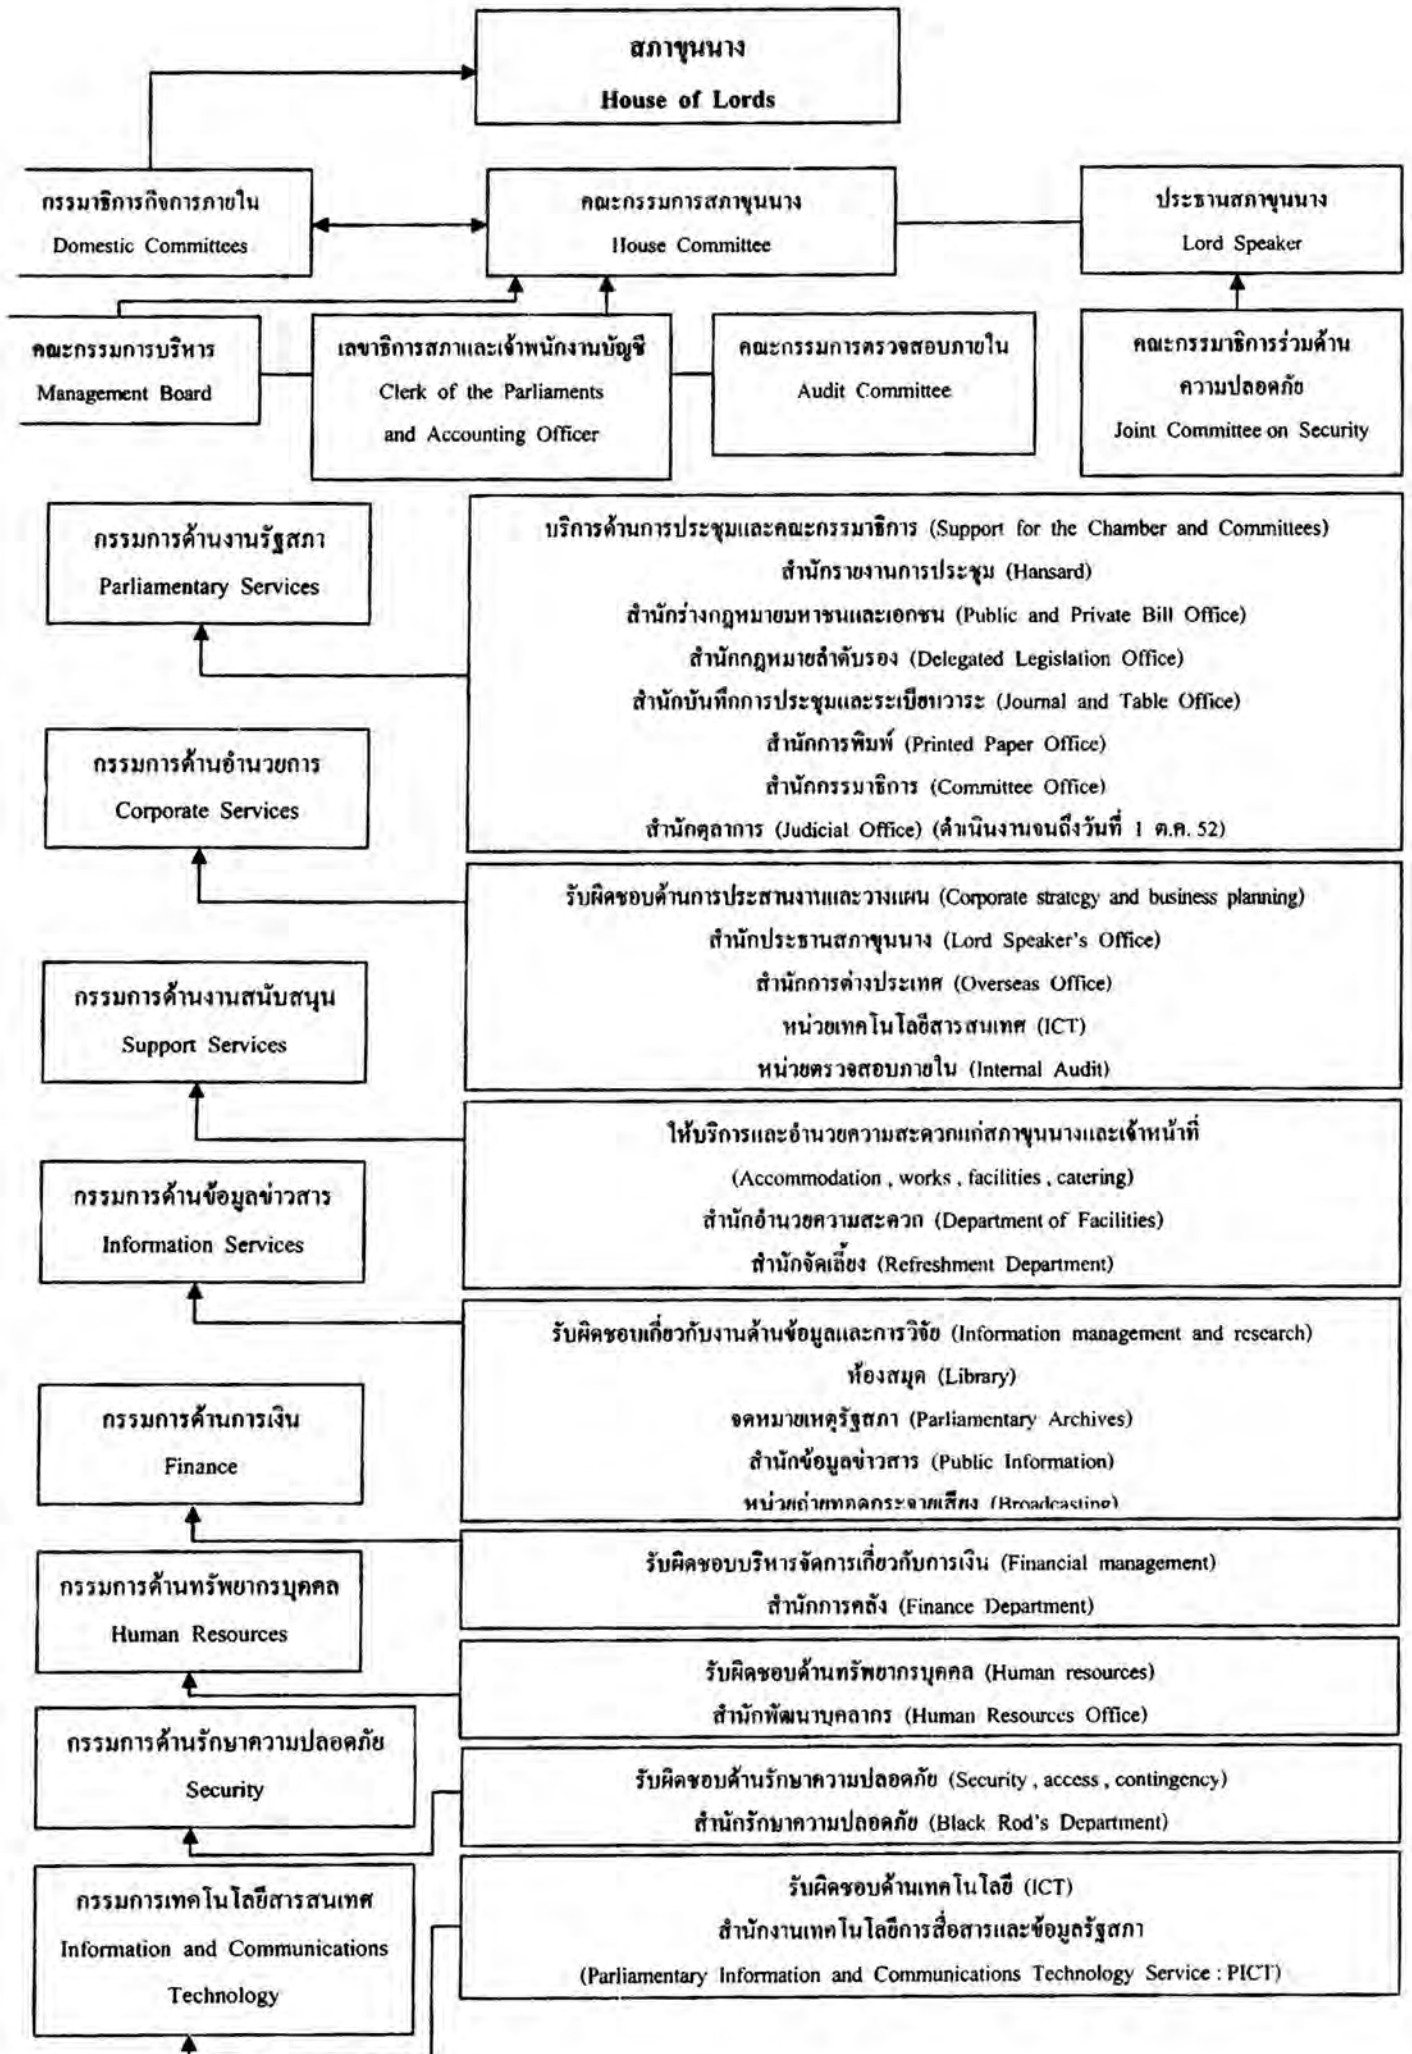 สภาขุนนาง
House of Lords
กรรมาธิการกิจการภายใน
Domestic Committees
คณะกรรมการสภาขุนนาง
House Committee
ประธานสภาขุนนาง
Lord Speaker
คณะกรรมการบริหาร
Management Board
เลขาธิการสภาและเจ้าพนักงานบัญชี
Clerk of the Parliaments
and Accounting Officer
คณะกรรมการตรวจสอบภายใน
Audit Committee
คณะกรรมาธิการร่วมด้าน
ความปลอดภัย
Joint Committee on Security
กรรมการด้านงานรัฐสภา
Parliamentary Services
บริการด้านการประชุมและคณะกรรมาธิการ (Support for the Chamber and Committees)
สำนักรายงานการประชุม (Hansard)
สำนักร่างกฎหมายมหาชนและเอกชน (Public and Private Bill Office)
สำนักกฎหมายลำดับรอง (Delegated Legislation Office)
สำนักบันทึกการประชุมและระเบียบวาระ (Journal and Table Office)
สำนักการพิมพ์ (Printed Paper Office)
สำนักกรรมาธิการ (Committee Office)
สำนักตุลาการ (Judicial Office) (ดำเนินงานจนถึงวันที่ 1 ต.ค. 52)
กรรมการด้านอำนวยการ
Corporate Services
รับผิดชอบด้านการประสานงานและวางแผน (Corporate strategy and business planning)
สำนักประธานสภาขุนนาง (Lord Speaker's Office)
สำนักการต่างประเทศ (Overseas Office)
หน่วยเทคโนโลยีสารสนเทศ (ICT)
หน่วยตรวจสอบภายใน (Internal Audit)
กรรมการด้านงานสนับสนุน
Support Services
ให้บริการและอำนวยความสะดวกแก่สภาขุนนางและเจ้าหน้าที่
(Accommodation , works , facilities , catering)
สำนักอำนวยความสะดวก (Department of Facilities)
สำนักจัดเลี้ยง (Refreshment Department)
กรรมการด้านข้อมูลข่าวสาร
Information Services
รับผิดชอบเกี่ยวกับงานด้านข้อมูลและการวิจัย (Information management and research)
ห้องสมุด (Library)
จดหมายเหตุรัฐสภา (Parliamentary Archives)
สำนักข้อมูลข่าวสาร (Public Information)
หน่วยถ่ายทอดกระจายเสียง (Broadcasting)
กรรมการด้านการเงิน
Finance
รับผิดชอบบริหารจัดการเกี่ยวกับการเงิน (Financial management)
สำนักการคลัง (Finance Department)
กรรมการด้านทรัพยากรบุคคล
Human Resources
รับผิดชอบด้านทรัพยากรบุคคล (Human resources)
สำนักพัฒนาบุคลากร (Human Resources Office)
กรรมการด้านรักษาความปลอดภัย
Security
รับผิดชอบด้านรักษาความปลอดภัย (Security , access , contingency)
สำนักรักษาความปลอดภัย (Black Rod's Department)
กรรมการเทคโนโลยีสารสนเทศ
Information and Communications
Technology
รับผิดชอบด้านเทคโนโลยี (ICT)
สำนักงานเทคโนโลยีการสื่อสารและข้อมูลรัฐสภา
(Parliamentary Information and Communications Technology Service : PICT)